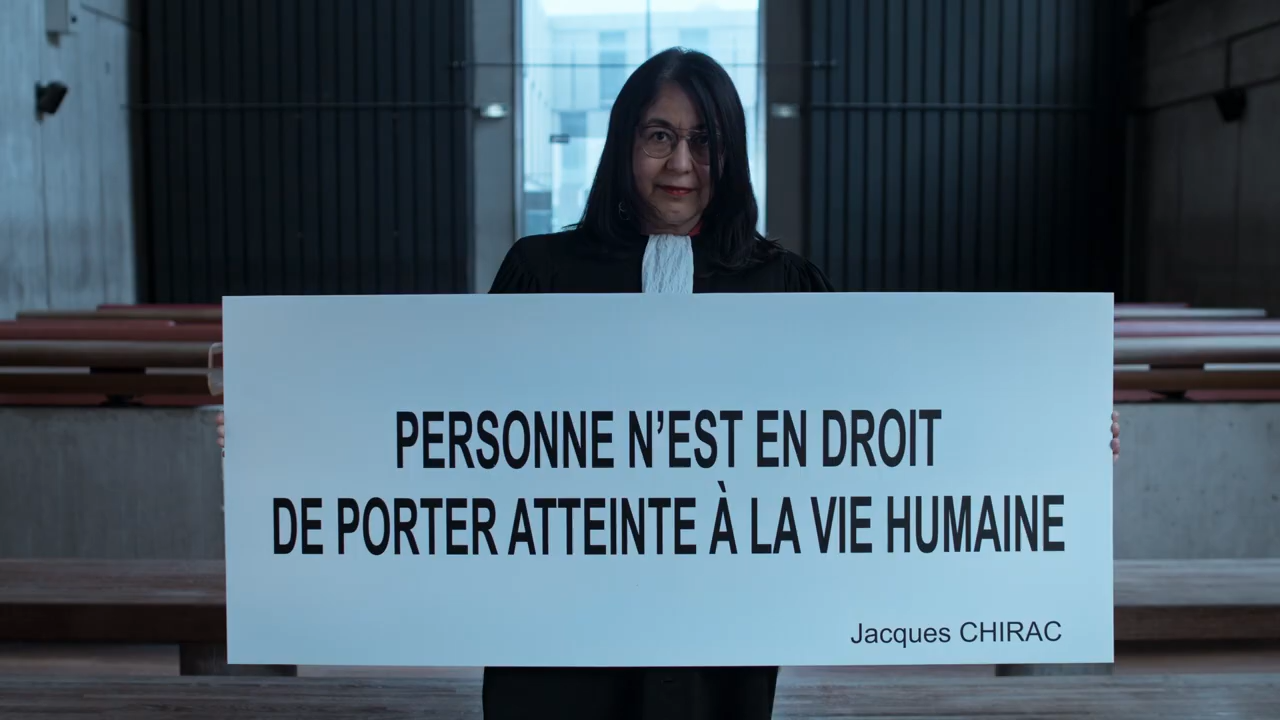 PERSONNE N’EST EN DROIT
DE PORTER ATTEINTE À LA VIE HUMAINE
Jacques CHIRAC